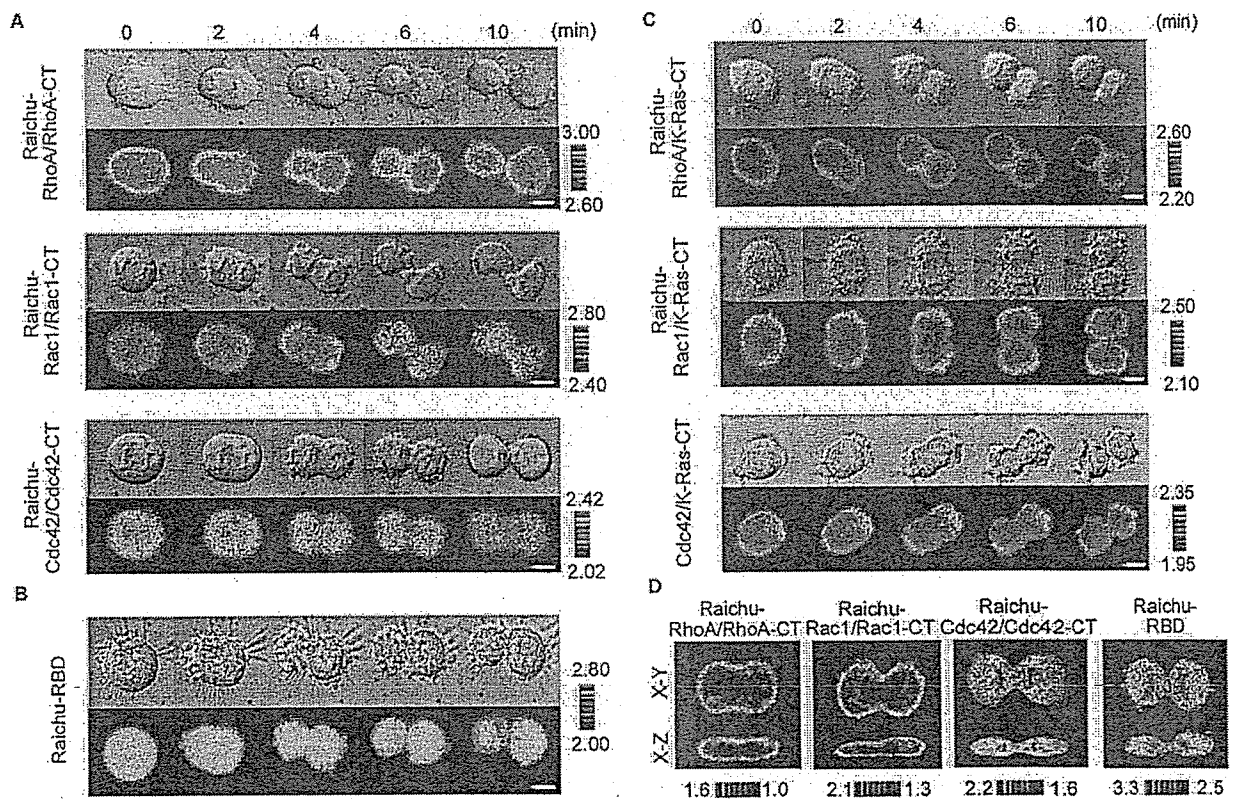 A
0 2 4 6 10 (min)
Raichu-
RhoA/RhoA-CT
3.00
2.60
Raichu-
Rac1/Rac1-CT
2.80
2.40
Raichu-
Cdc42/Cdc42-CT
2.42
2.02
B
Raichu-RBD
2.80
2.00
C
0 2 4 6 10 (min)
Raichu-
RhoA/K-Ras-CT
2.60
2.20
Raichu-
Rac1/K-Ras-CT
2.50
2.10
Cdc42/K-Ras-CT
2.35
1.95
D
Raichu- Raichu- Raichu- Raichu-
RhoA/RhoA-CT Rac1/Rac1-CT Cdc42/Cdc42-CT RBD
X-Y
X-Z
1.6 1.0 2.1 1.3 2.2 1.6 3.3 2.5